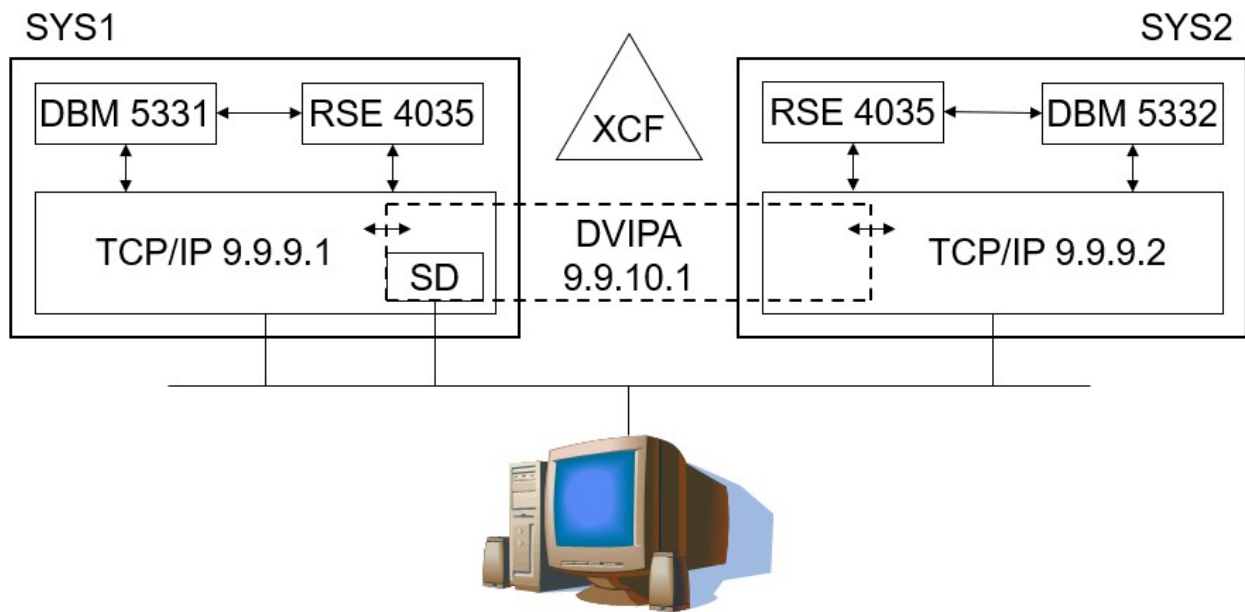 SYS1
SYS2
DBM 5331
RSE 4035
XCF
RSE 4035
DBM 5332
TCP/IP 9.9.9.1
SD
DVIPA
9.9.10.1
TCP/IP 9.9.9.2